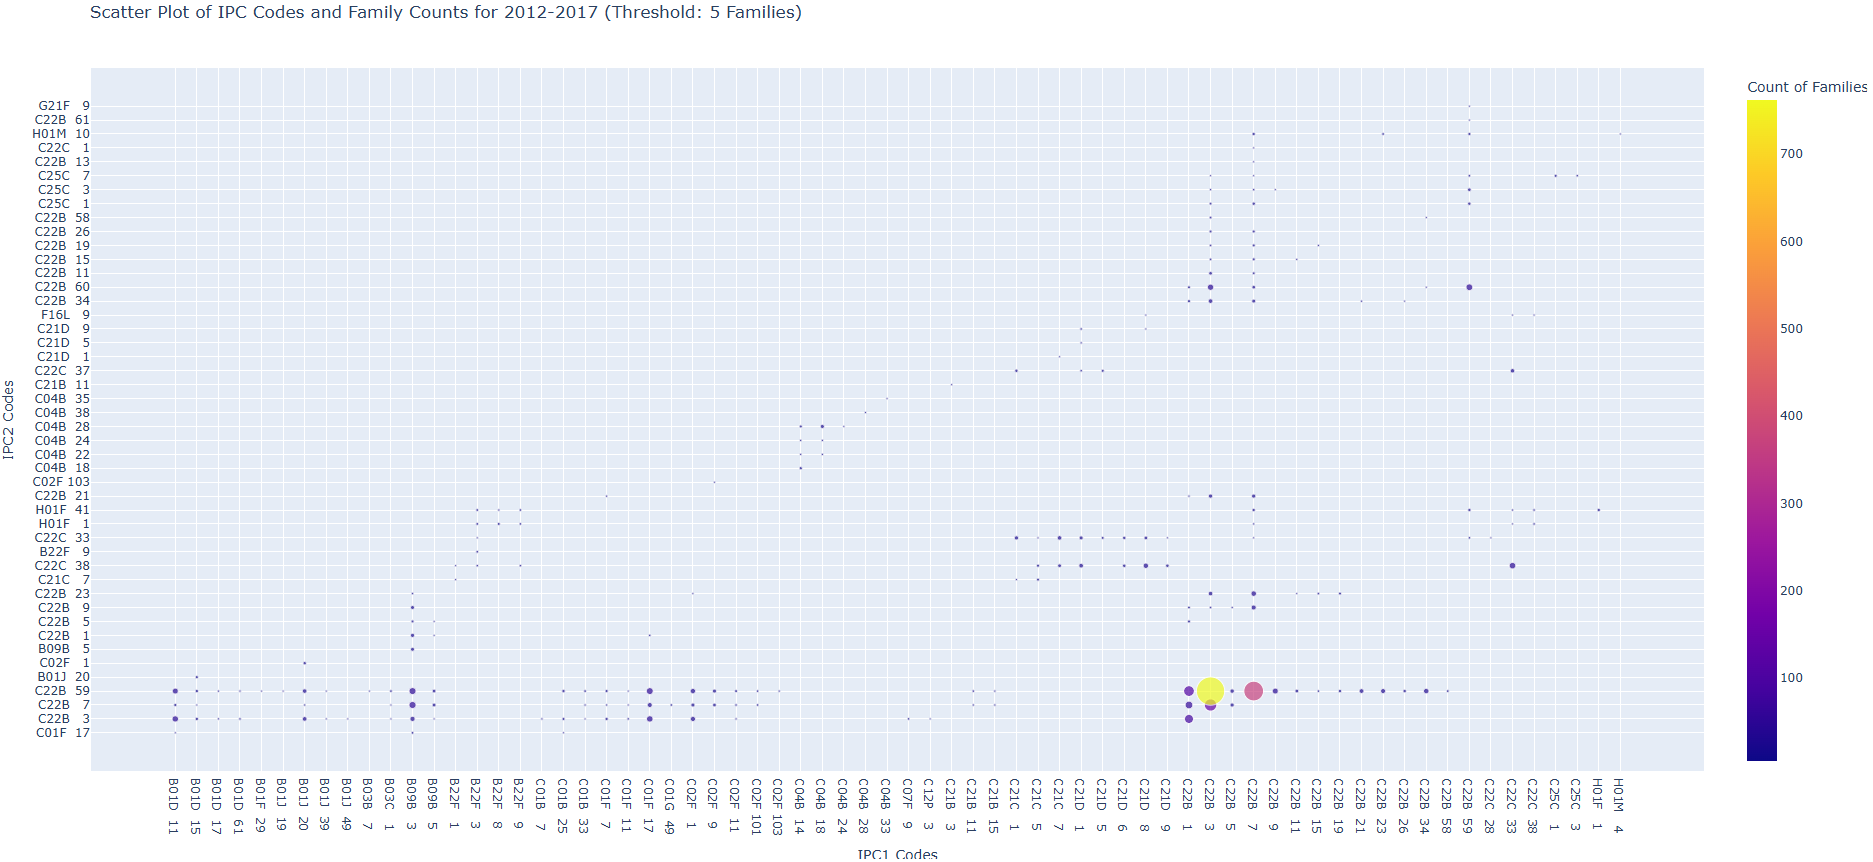 Scatter Plot of IPC Codes and Family Counts for 2012-2017 (Threshold: 5 Families)
Count of Families
G21F 9
C22B 61
H01M 10
C22C 1
C22B 13
C25C 7
C25C 3
C25C 1
C22B 58
C22B 26
C22B 19
C22B 15
C22B 11
C22B 60
C22B 34
F16L 9
C21D 9
C21D 5
C21D 1
C22C 37
C21B 11
C04B 35
C04B 38
C04B 28
C04B 24
C04B 22
C04B 18
C02F 103
C22B 21
H01F 41
H01F 1
C22C 33
B22F 9
C22C 38
C21C 7
C22B 23
C22B 9
C22B 5
C22B 1
B09B 5
C02F 1
B01J 20
C22B 59
C22B 7
C22B 3
C01F 17
IPC2 Codes
700
600
500
400
300
200
100
B01D 11
B01D 15
B01D 17
B01D 61
B01F 29
B01J 19
B01J 20
B01J 39
B01J 49
B03B 7
B03C 1
B09B 3
B09B 5
B22F 1
B22F 3
B22F 8
B22F 9
C01B 7
C01B 25
C01B 33
C01F 7
C01F 11
C01F 17
C01G 49
C02F 1
C02F 9
C02F 11
C02F 101
C02F 103
C04B 14
C04B 18
C04B 24
C04B 28
C04B 33
C07F 9
C12P 3
C21B 3
C21B 11
C21B 15
C21C 1
C21C 5
C21C 7
C21D 1
C21D 5
C21D 6
C21D 8
C21D 9
C22B 1
C22B 3
C22B 5
C22B 7
C22B 9
C22B 11
C22B 15
C22B 19
C22B 21
C22B 23
C22B 26
C22B 34
C22B 58
C22B 59
C22C 28
C22C 33
C22C 38
C25C 1
C25C 3
H01F 1
H01M 4
IPC1 Codes